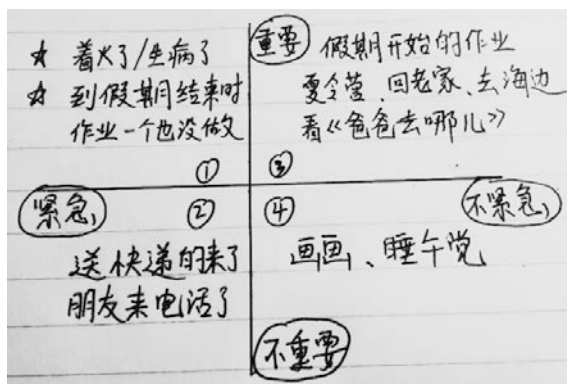 ☆ 着火了/生病了
☆ 到假期结束时
作业一个也没做
①
重要
假期开始的作业
夏令营、回老家、去海边
看《爸爸去哪儿》
③
紧急
②
送快递的来了
朋友来电话了
不紧急
④
画画、睡午觉
不重要